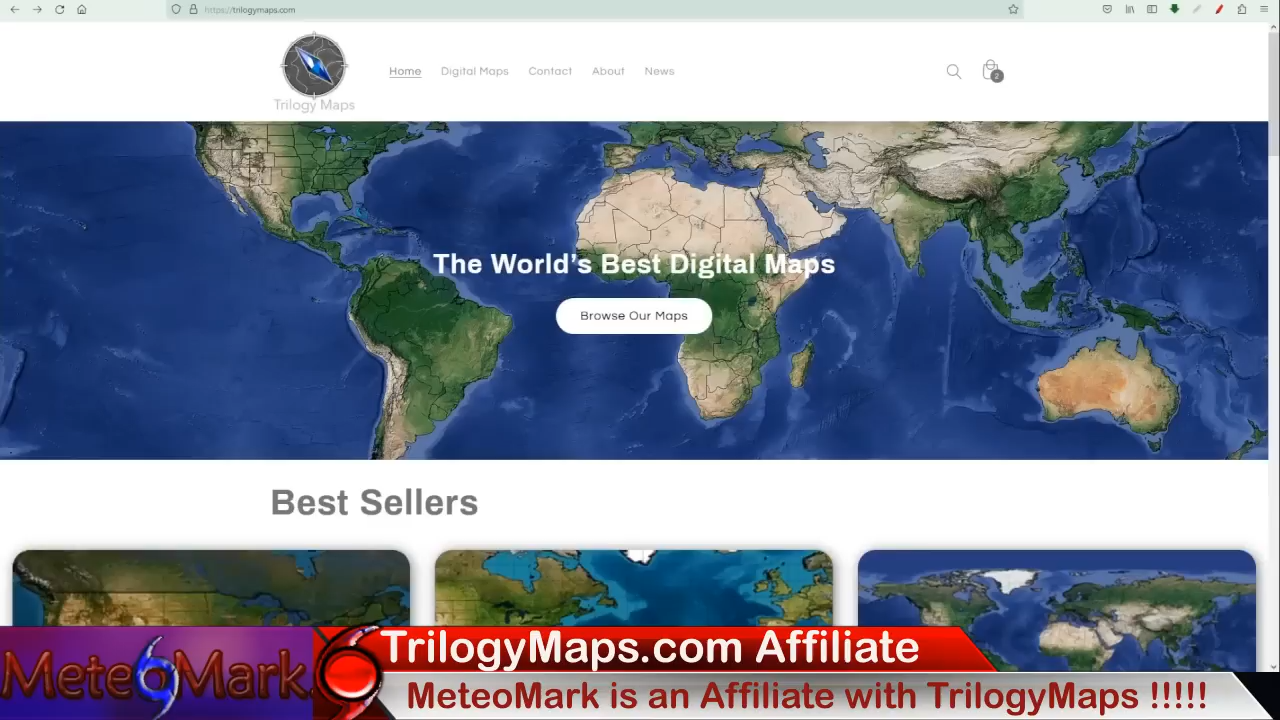 https://trilogymaps.com
Trilogy Maps
Home Digital Maps Contact About News
2
The World's Best Digital Maps
Browse Our Maps
Best Sellers
MeteoMark.
TrilogyMaps.com Affiliate
MeteoMark is an Affiliate with TrilogyMaps !!!!!